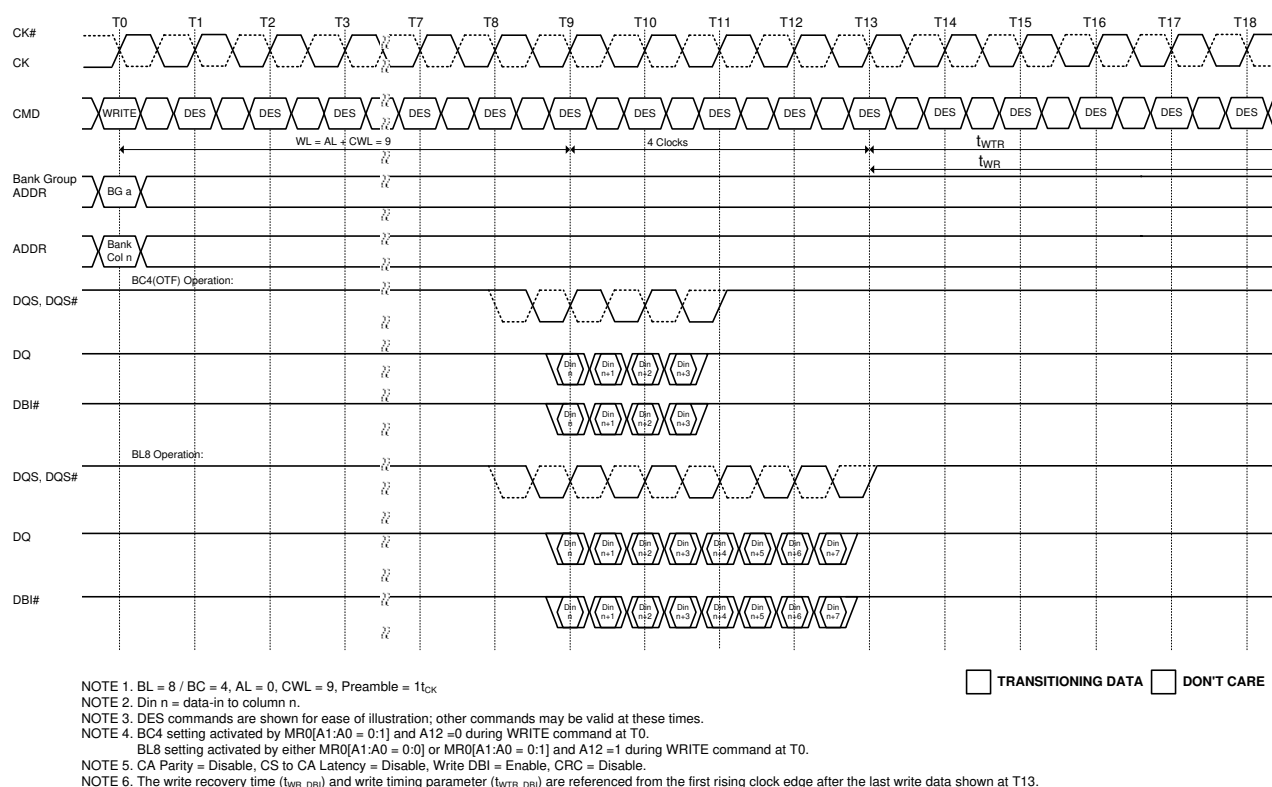 T0 T1 T2 T3 T7 T8 T9 T10 T11 T12 T13 T14 T15 T16 T17 T18
CK#
CK
CMD WRITE DES DES DES DES DES DES DES DES DES DES DES DES DES DES DES
WL = AL + CWL = 9 4 Clocks tWTR
tWR
Bank Group
ADDR
BG a
ADDR
Bank
Col n
BC4(OTF) Operation:
DQS, DQS#
DQ
Din n Din n+1 Din n+2 Din n+3
DBI#
Din n Din n+1 Din n+2 Din n+3
BL8 Operation:
DQS, DQS#
DQ
Din n Din n+1 Din n+2 Din n+3 Din n+4 Din n+5 Din n+6 Din n+7
DBI#
Din n Din n+1 Din n+2 Din n+3 Din n+4 Din n+5 Din n+6 Din n+7
TRANSITIONING DATA DON'T CARE
NOTE 1. BL = 8 / BC = 4, AL = 0, CWL = 9, Preamble = 1tCK
NOTE 2. Din n = data-in to column n.
NOTE 3. DES commands are shown for ease of illustration; other commands may be valid at these times.
NOTE 4. BC4 setting activated by MR0[A1:A0 = 0:1] and A12 =0 during WRITE command at T0.
BL8 setting activated by either MR0[A1:A0 = 0:0] or MR0[A1:A0 = 0:1] and A12 =1 during WRITE command at T0.
NOTE 5. CA Parity = Disable, CS to CA Latency = Disable, Write DBI = Enable, CRC = Disable.
NOTE 6. The write recovery time (tWR_DBI) and write timing parameter (tWTR_DBI) are referenced from the first rising clock edge after the last write data shown at T13.